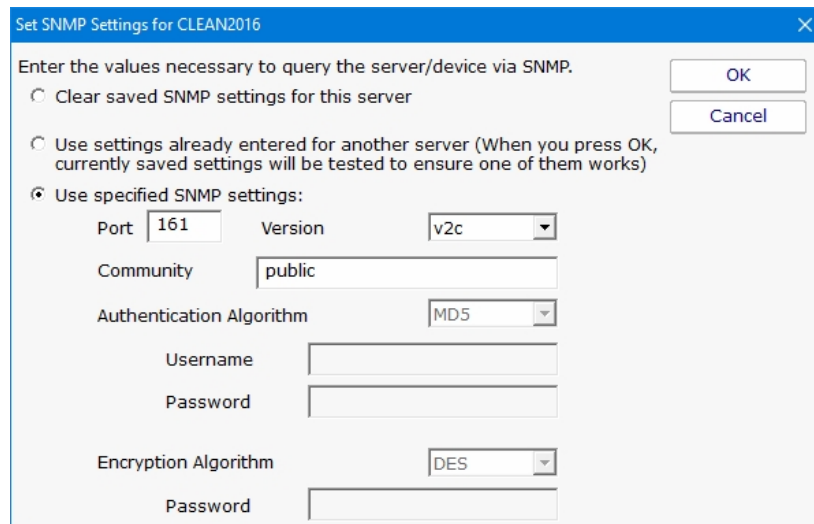 Set SNMP Settings for CLEAN2016
Enter the values necessary to query the server/device via SNMP.
OK
Clear saved SNMP settings for this server
Cancel
Use settings already entered for another server (When you press OK,
currently saved settings will be tested to ensure one of them works)
Use specified SNMP settings:
Port 161 Version v2c
Community public
Authentication Algorithm MD5
Username
Password
Encryption Algorithm DES
Password